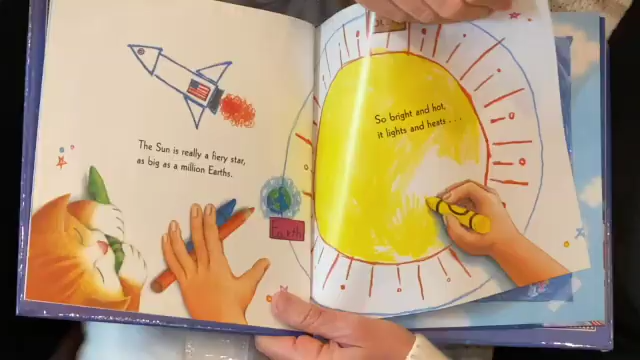 The Sun is really a fiery star,
as big as a million Earths.
Earth
So bright and hot,
it lights and heats . . .